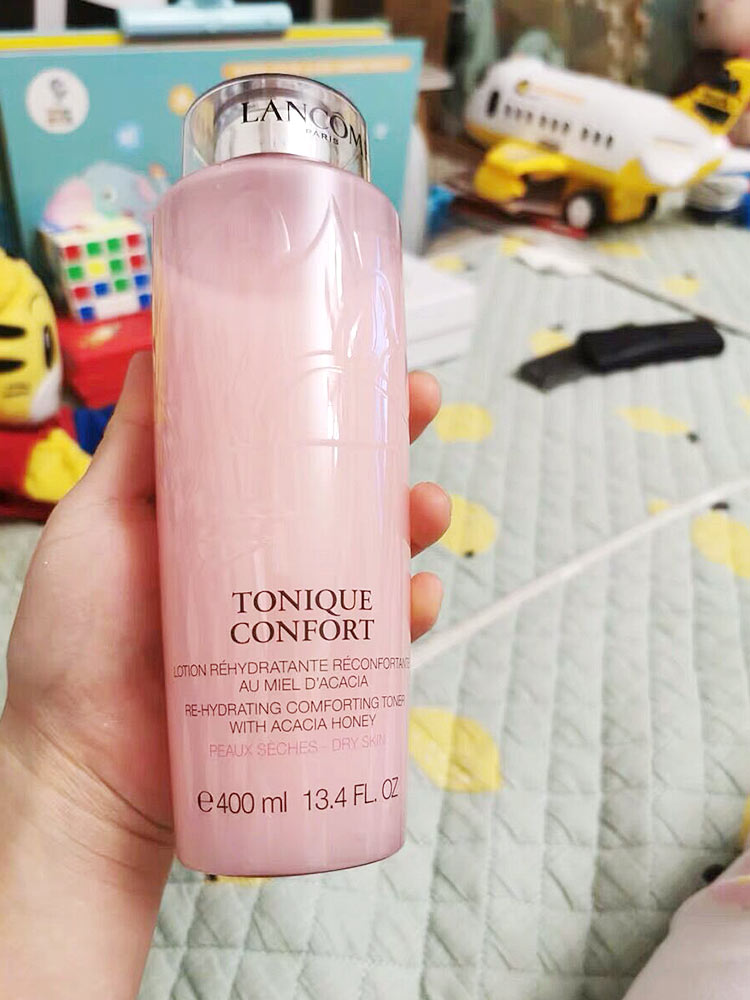 LANCÔM
PARIS
TONIQUE
CONFORT
LOTION RÉHYDRATANTE RÉCONFORTANTE
AU MIEL D'ACACIA
RE-HYDRATING COMFORTING TONER
WITH ACACIA HONEY
PEAUX SÈCHES - DRY SKIN
e 400 ml 13.4 FL. OZ